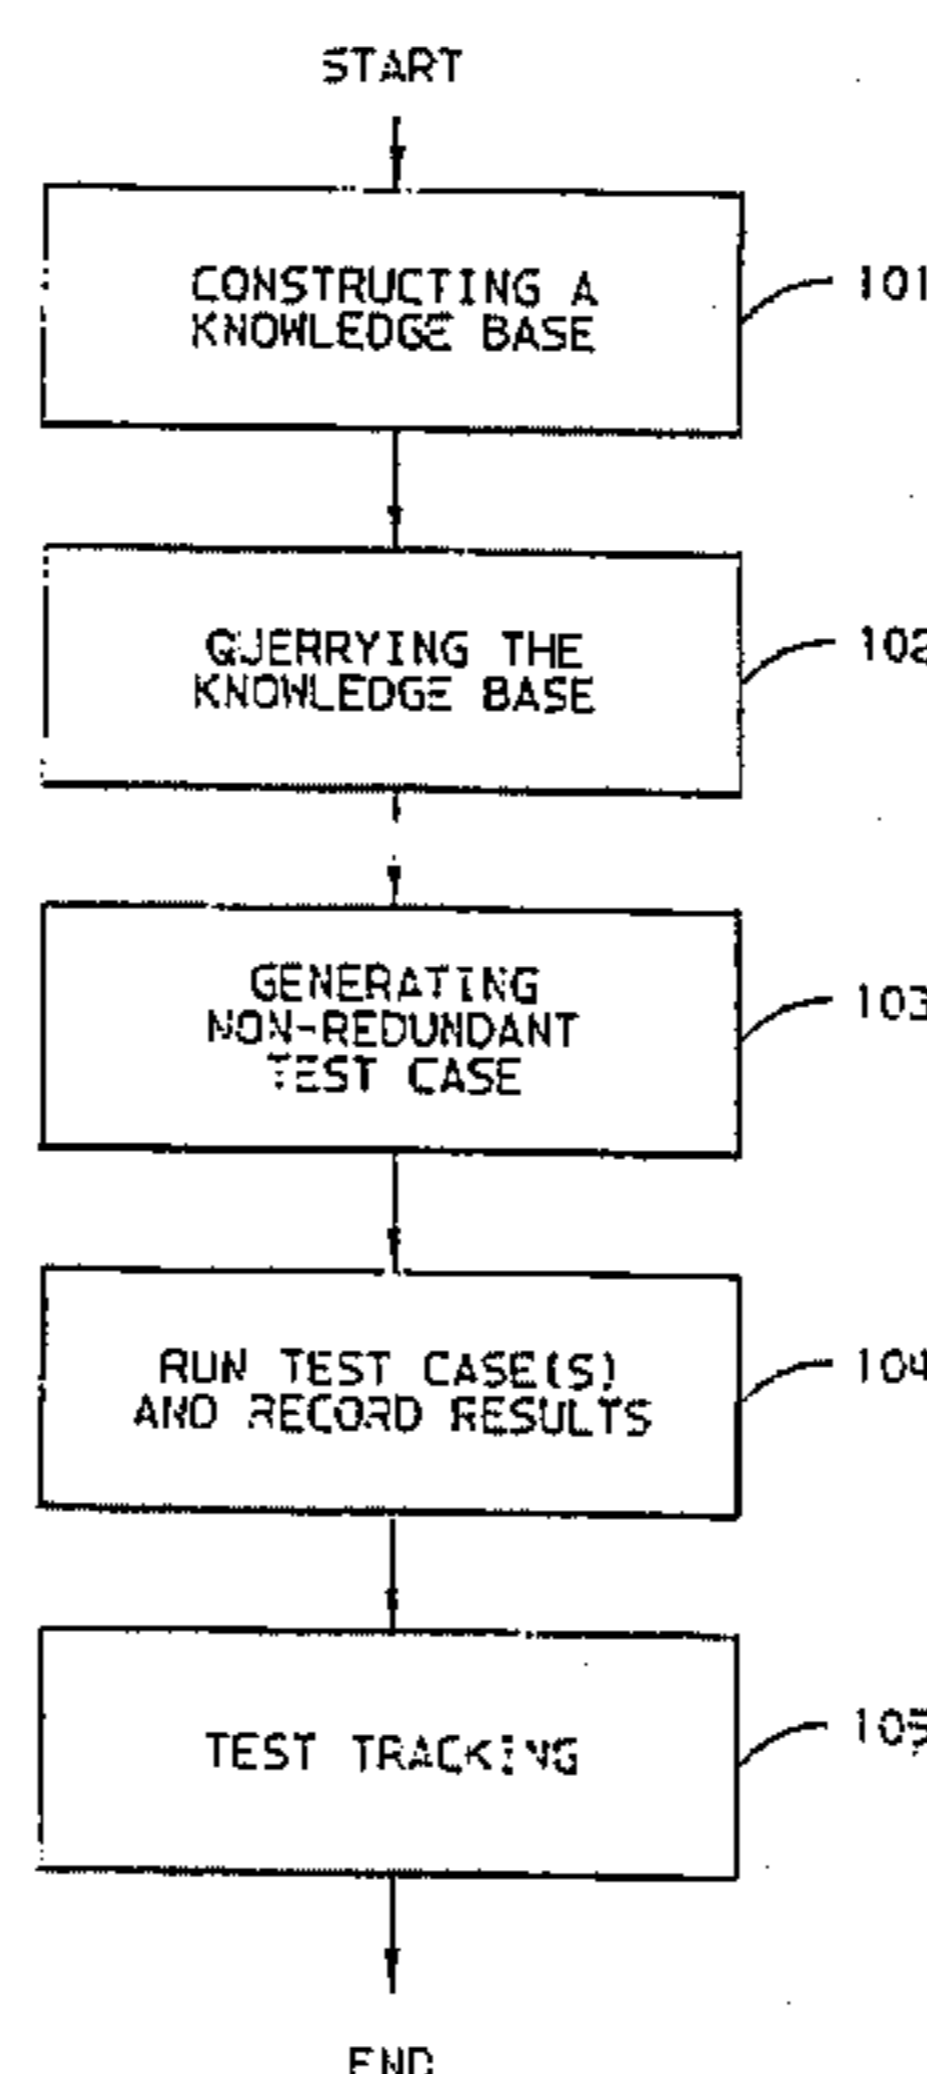 START
CONSTRUCTING A
KNOWLEDGE BASE
101
QUERRYING THE
KNOWLEDGE BASE
102
GENERATING
NON-REDUNDANT
TEST CASE
103
RUN TEST CASE(S)
AND RECORD RESULTS
104
TEST TRACKING
105
END